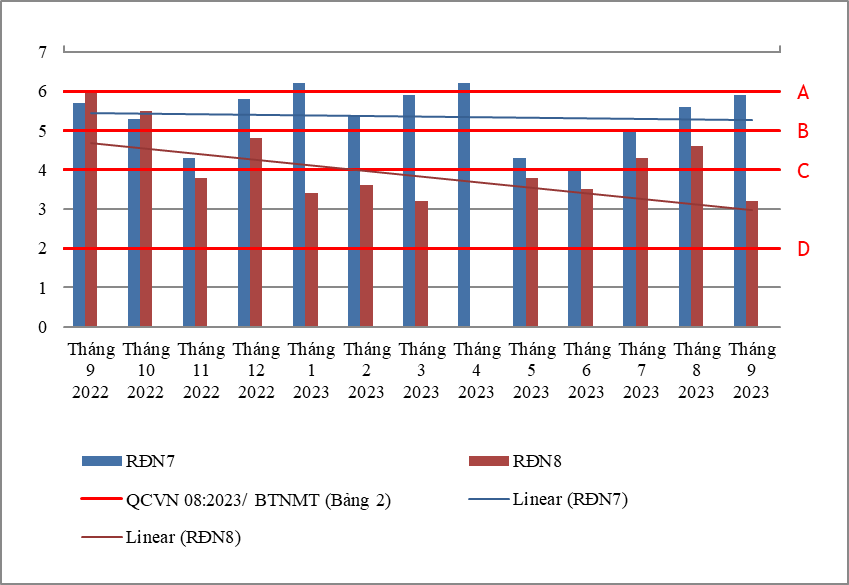 7
6
5
4
3
2
1
0
A
B
C
D
Tháng 9 2022
Tháng 10 2022
Tháng 11 2022
Tháng 12 2022
Tháng 1 2023
Tháng 2 2023
Tháng 3 2023
Tháng 4 2023
Tháng 5 2023
Tháng 6 2023
Tháng 7 2023
Tháng 8 2023
Tháng 9 2023
RĐN7
RĐN8
QCVN 08:2023/ BTNMT (Bảng 2)
Linear (RĐN7)
Linear (RĐN8)